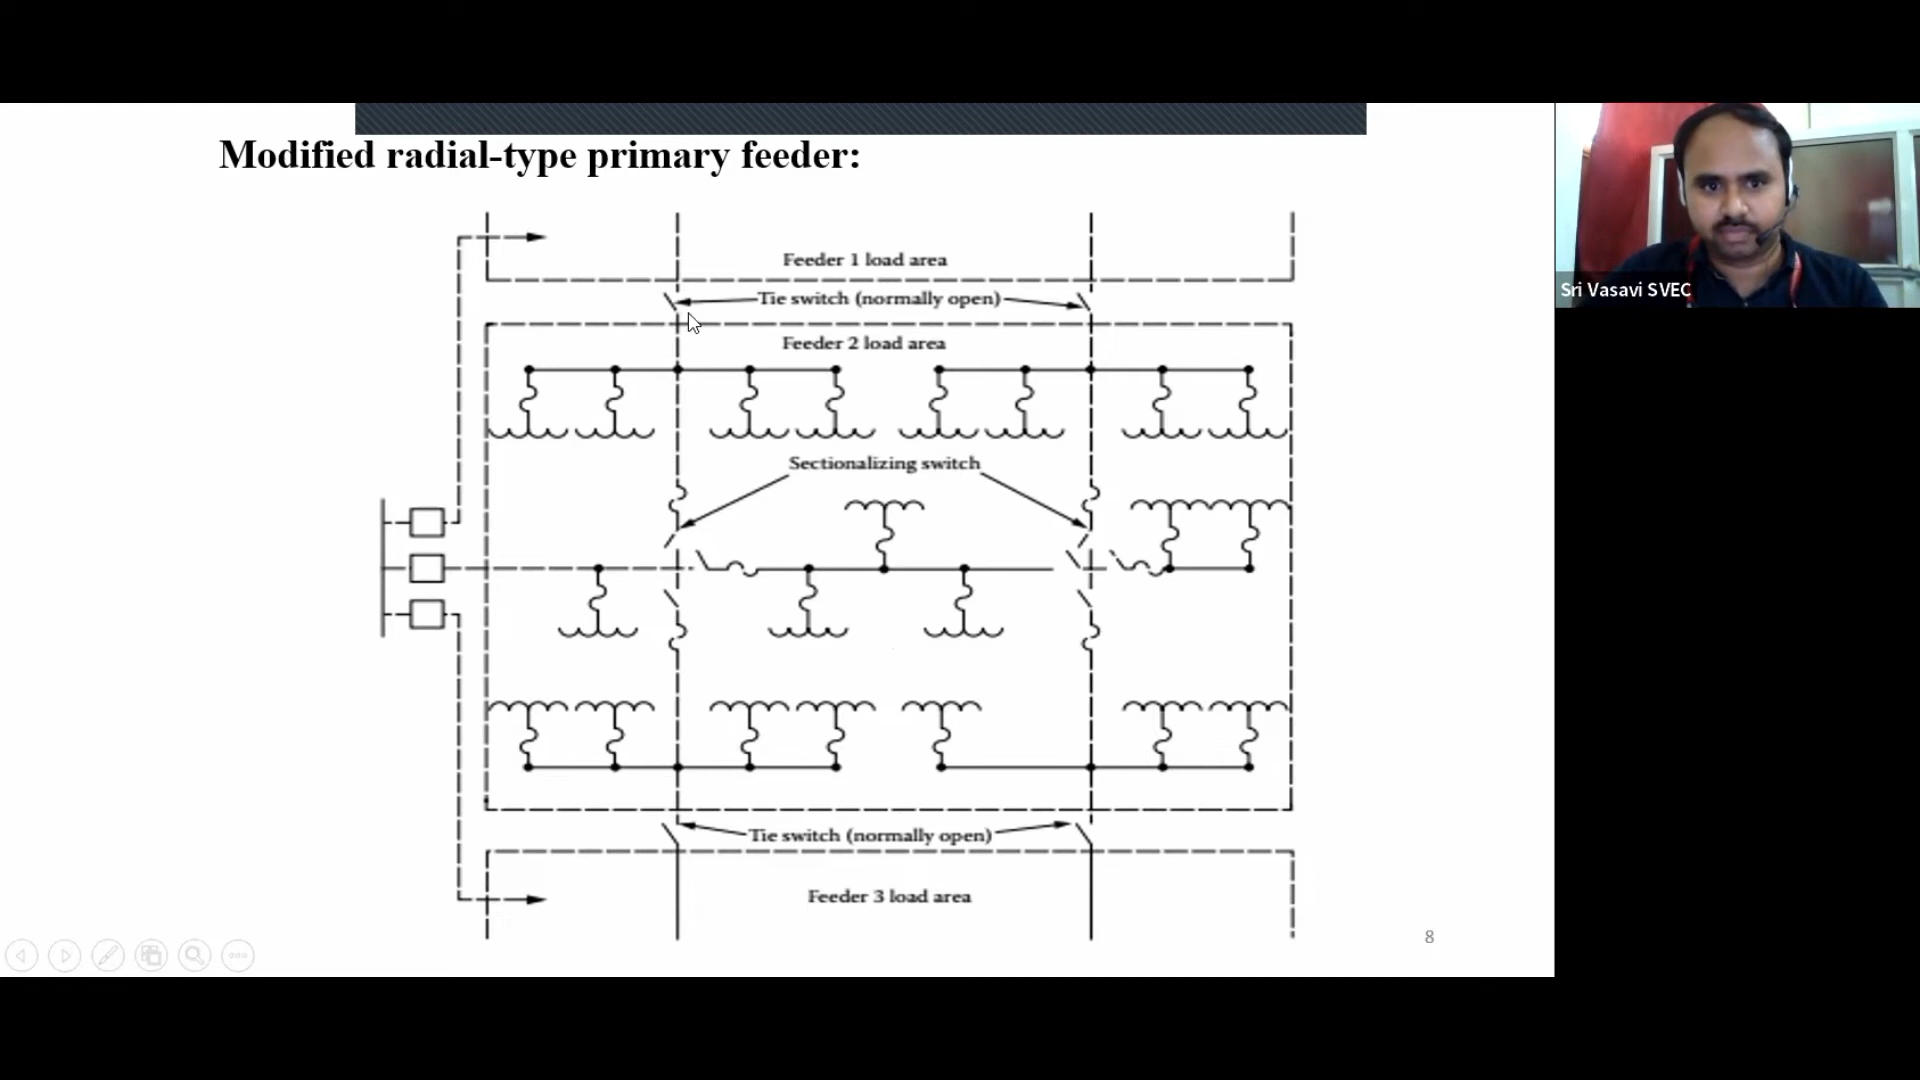 Modified radial-type primary feeder:
Feeder 1 load area
Tie switch (normally open)
Feeder 2 load area
Sectionalizing switch
Tie switch (normally open)
Feeder 3 load area
8
Sri Vasavi SVEC